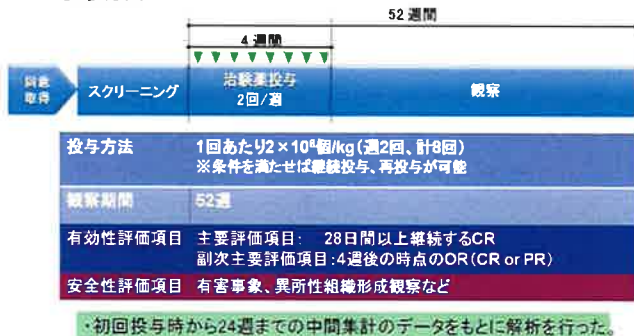 52 週間
4 週間
同意
取得
スクリーニング
治験薬投与
2回/週
観察
投与方法
1回あたり2×10⁶個/kg(週2回、計8回)
※条件を満たせば継続投与、再投与が可能
観察期間
52週
有効性評価項目
主要評価項目: 28日間以上継続するCR
副次主要評価項目:4週後の時点のOR(CR or PR)
安全性評価項目
有害事象、異所性組織形成観察など
・初回投与時から24週までの中間集計のデータをもとに解析を行った。